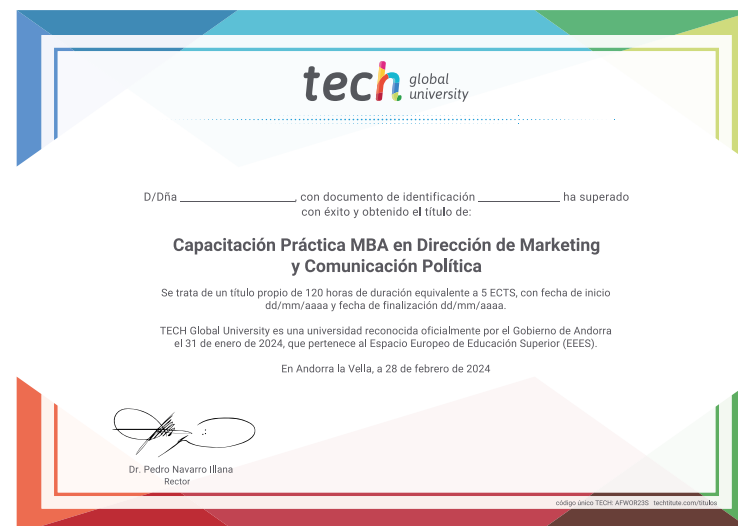 tech global university
D/Dña ______________, con documento de identificación ______________ ha superado
con éxito y obtenido el título de:
Capacitación Práctica MBA en Dirección de Marketing
y Comunicación Política
Se trata de un título propio de 120 horas de duración equivalente a 5 ECTS, con fecha de inicio
dd/mm/aaaa y fecha de finalización dd/mm/aaaa.
TECH Global University es una universidad reconocida oficialmente por el Gobierno de Andorra
el 31 de enero de 2024, que pertenece al Espacio Europeo de Educación Superior (EEES).
En Andorra la Vella, a 28 de febrero de 2024
Dr. Pedro Navarro Illana
Rector
código único TECH: AFWOR23S techtitute.com/titulos